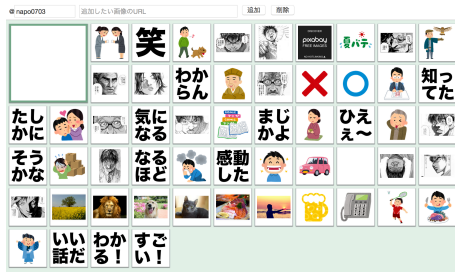 @ napo0703 追加したい画像のURL 追加 削除
笑
pixabay
FREE IMAGES
夏バテ
わか
らん
知っ
てた
たし
かに
気に
なる
まじ
かよ
ひえ
ぇ〜
そう
かな
なる
ほど
感動
した
いい
話だ
わか
る!
すご
い!